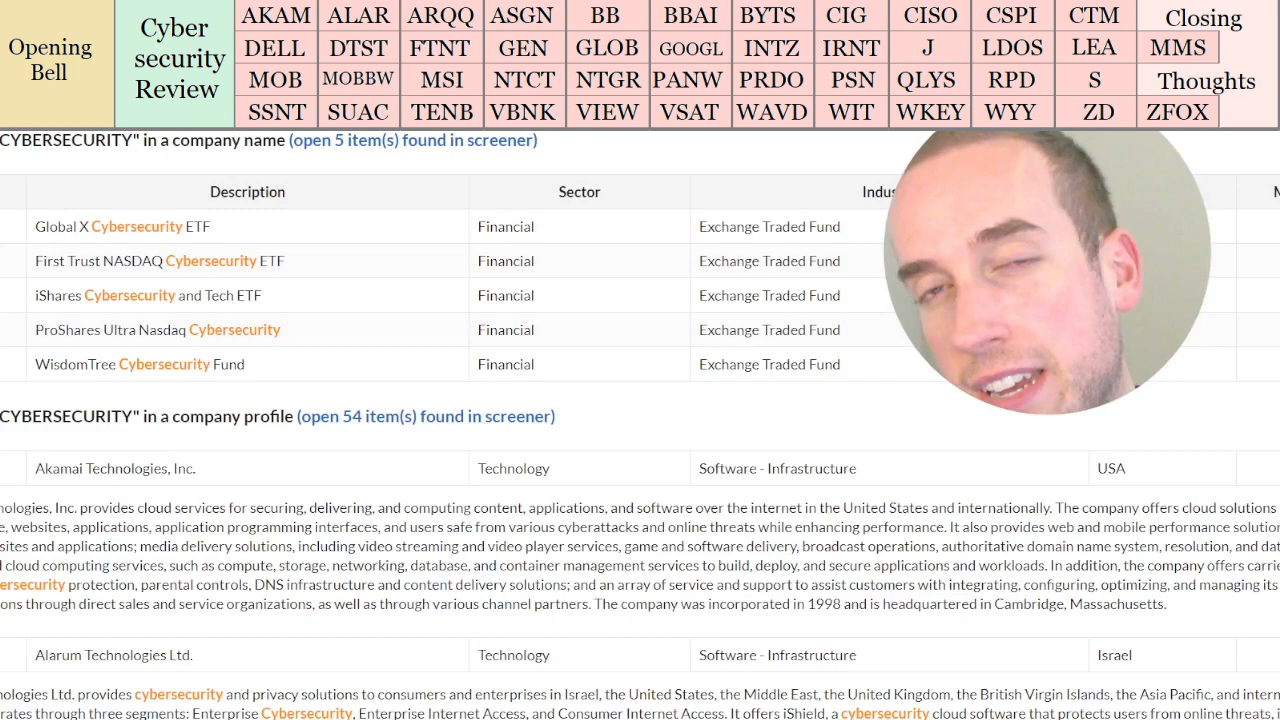 Opening
Bell
Cyber
security
Review
AKAM ALAR ARQQ ASGN BB BBAI BYTS CIG CISO CSPI CTM Closing
DELL DTST FTNT GEN GLOB GOOGL INTZ IRNT J LDOS LEA MMS
MOB MOBBW MSI NTCT NTGR PANW PRDO PSN QLYS RPD S Thoughts
SSNT SUAC TENB VBNK VIEW VSAT WAVD WIT WKEY WYY ZD ZFOX
CYBERSECURITY" in a company name (open 5 item(s) found in screener)
Description Sector
Global X Cybersecurity ETF Financial Exchange Traded Fund
First Trust NASDAQ Cybersecurity ETF Financial Exchange Traded Fund
iShares Cybersecurity and Tech ETF Financial Exchange Traded Fund
ProShares Ultra Nasdaq Cybersecurity Financial Exchange Traded Fund
WisdomTree Cybersecurity Fund Financial Exchange Traded Fund
CYBERSECURITY" in a company profile (open 54 item(s) found in screener)
Akamai Technologies, Inc. Technology Software - Infrastructure USA
nologies, Inc. provides cloud services for securing, delivering, and computing content, applications, and software over the internet in the United States and internationally. The company offers cloud solutions
e, websites, applications, application programming interfaces, and users safe from various cyberattacks and online threats while enhancing performance. It also provides web and mobile performance solution
sites and applications; media delivery solutions, including video streaming and video player services, game and software delivery, broadcast operations, authoritative domain name system, resolution, and dat
d cloud computing services, such as compute, storage, networking, database, and container management services to build, deploy, and secure applications and workloads. In addition, the company offers carrie
ersecurity protection, parental controls, DNS infrastructure and content delivery solutions; and an array of service and support to assist customers with integrating, configuring, optimizing, and managing its
ons through direct sales and service organizations, as well as through various channel partners. The company was incorporated in 1998 and is headquartered in Cambridge, Massachusetts.
Alarum Technologies Ltd. Technology Software - Infrastructure Israel
nologies Ltd. provides cybersecurity and privacy solutions to consumers and enterprises in Israel, the United States, the Middle East, the United Kingdom, the British Virgin Islands, the Asia Pacific, and intern
rates through three segments: Enterprise Cybersecurity, Enterprise Internet Access, and Consumer Internet Access. It offers iShield, a cybersecurity cloud software that protects users from online threats, i